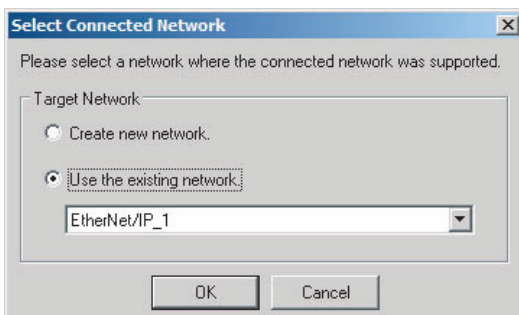 Select Connected Network
Please select a network where the connected network was supported.
Target Network
Create new network.
Use the existing network.
EtherNet/IP_1
OK
Cancel